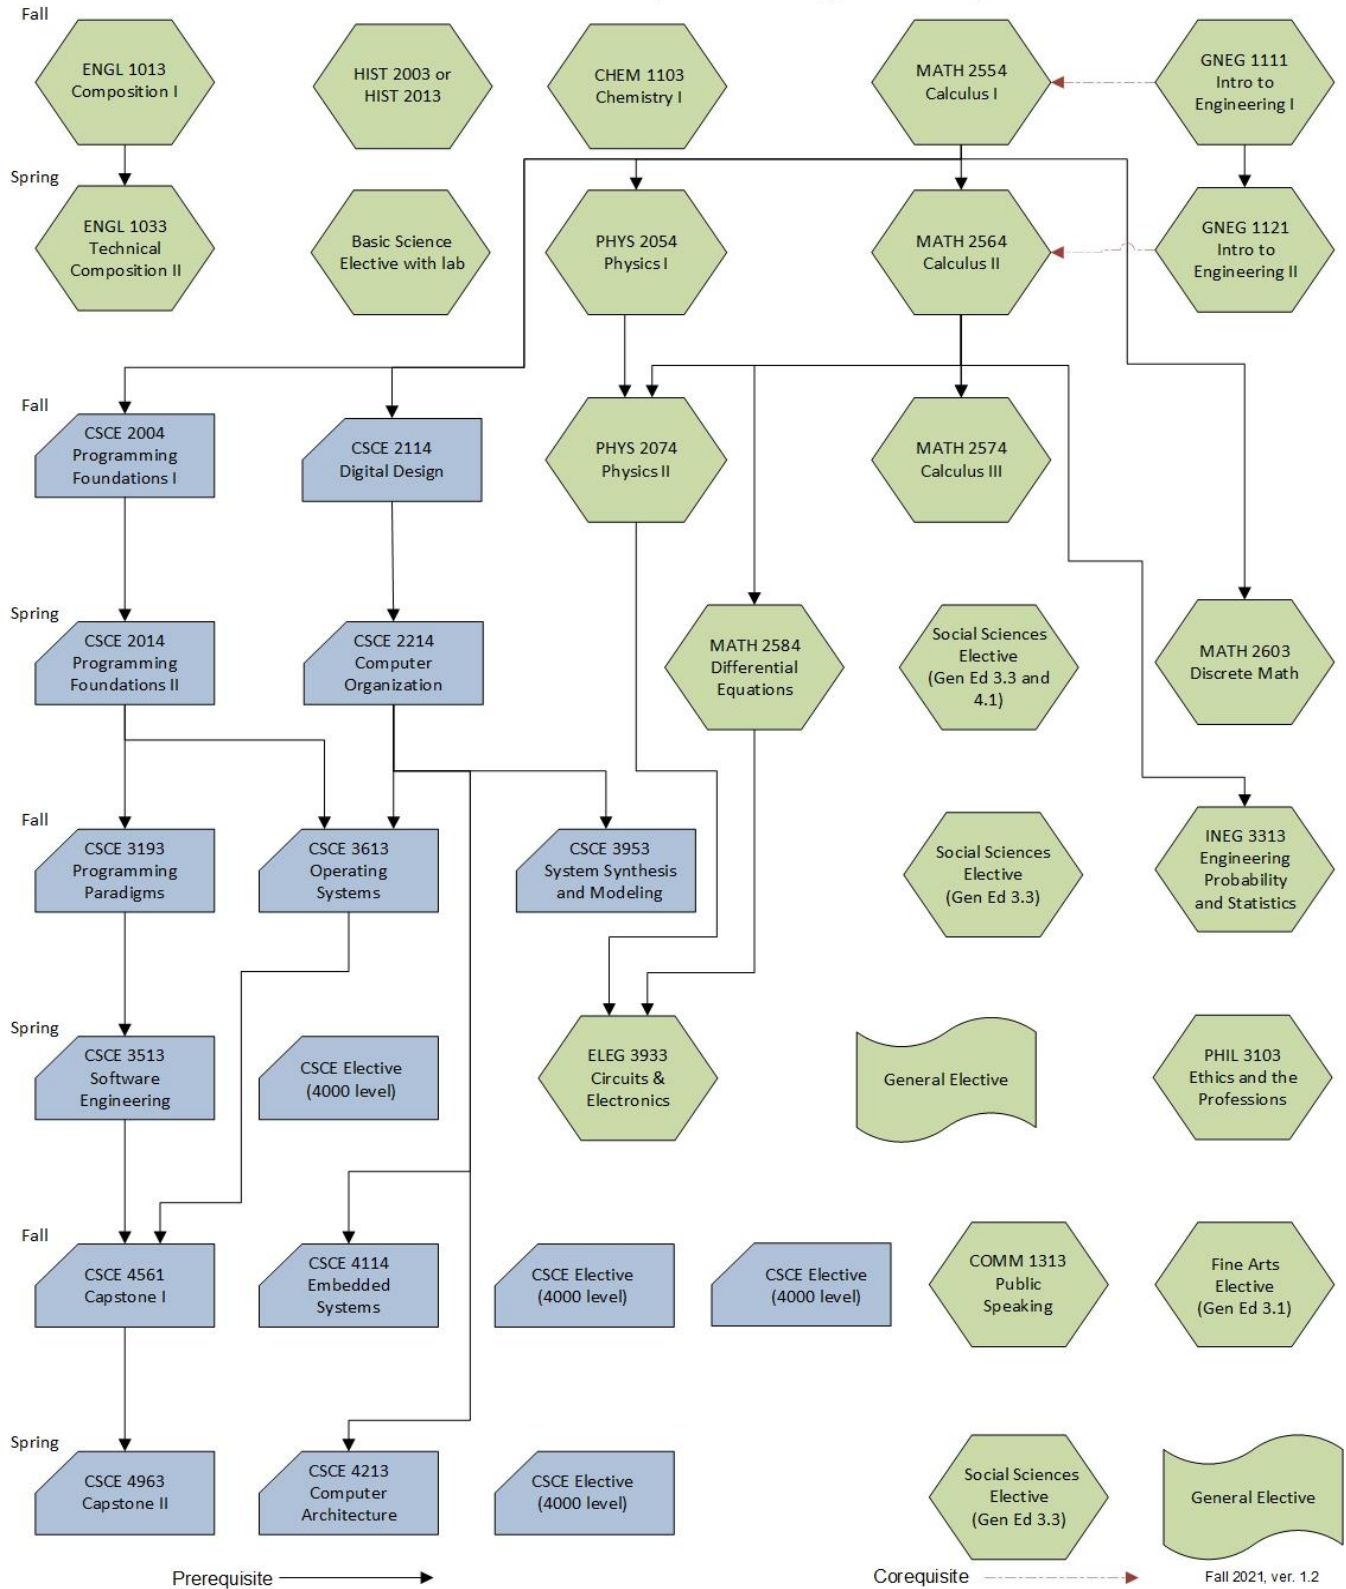 Fall
ENGL 1013
Composition I
HIST 2003 or
HIST 2013
CHEM 1103
Chemistry I
MATH 2554
Calculus I
GNEG 1111
Intro to
Engineering I
Spring
ENGL 1033
Technical
Composition II
Basic Science
Elective with lab
PHYS 2054
Physics I
MATH 2564
Calculus II
GNEG 1121
Intro to
Engineering II
Fall
CSCE 2004
Programming
Foundations I
CSCE 2114
Digital Design
PHYS 2074
Physics II
MATH 2574
Calculus III
Spring
CSCE 2014
Programming
Foundations II
CSCE 2214
Computer
Organization
MATH 2584
Differential
Equations
Social Sciences
Elective
(Gen Ed 3.3 and
4.1)
MATH 2603
Discrete Math
Fall
CSCE 3193
Programming
Paradigms
CSCE 3613
Operating
Systems
CSCE 3953
System Synthesis
and Modeling
Social Sciences
Elective
(Gen Ed 3.3)
INEG 3313
Engineering
Probability
and Statistics
Spring
CSCE 3513
Software
Engineering
CSCE Elective
(4000 level)
ELEG 3933
Circuits &
Electronics
General Elective
PHIL 3103
Ethics and the
Professions
Fall
CSCE 4561
Capstone I
CSCE 4114
Embedded
Systems
CSCE Elective
(4000 level)
CSCE Elective
(4000 level)
COMM 1313
Public
Speaking
Fine Arts
Elective
(Gen Ed 3.1)
Spring
CSCE 4963
Capstone II
CSCE 4213
Computer
Architecture
CSCE Elective
(4000 level)
Social Sciences
Elective
(Gen Ed 3.3)
General Elective
Prerequisite
Corequisite
Fall 2021, ver. 1.2